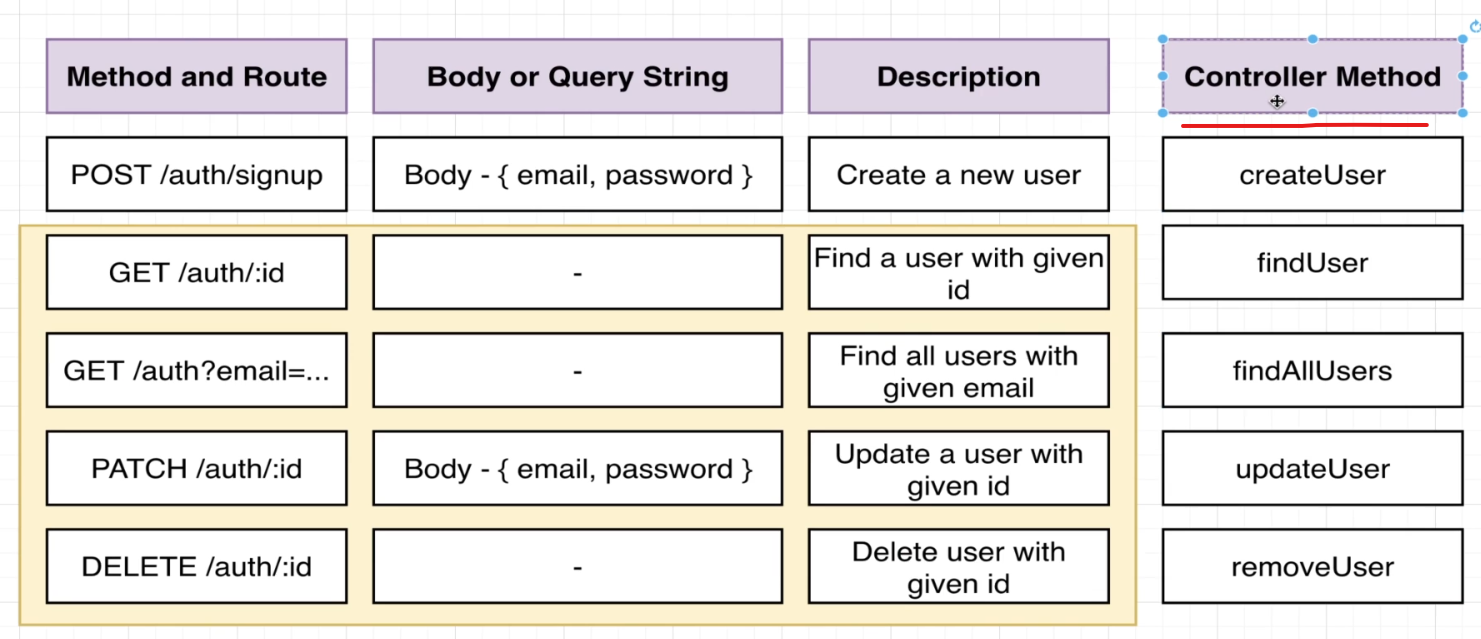 Method and Route
Body or Query String
Description
Controller Method
POST /auth/signup
Body - { email, password }
Create a new user
createUser
GET /auth/:id
-
Find a user with given
id
findUser
GET /auth?email=...
-
Find all users with
given email
findAllUsers
PATCH /auth/:id
Body - { email, password }
Update a user with
given id
updateUser
DELETE /auth/:id
-
Delete user with
given id
removeUser